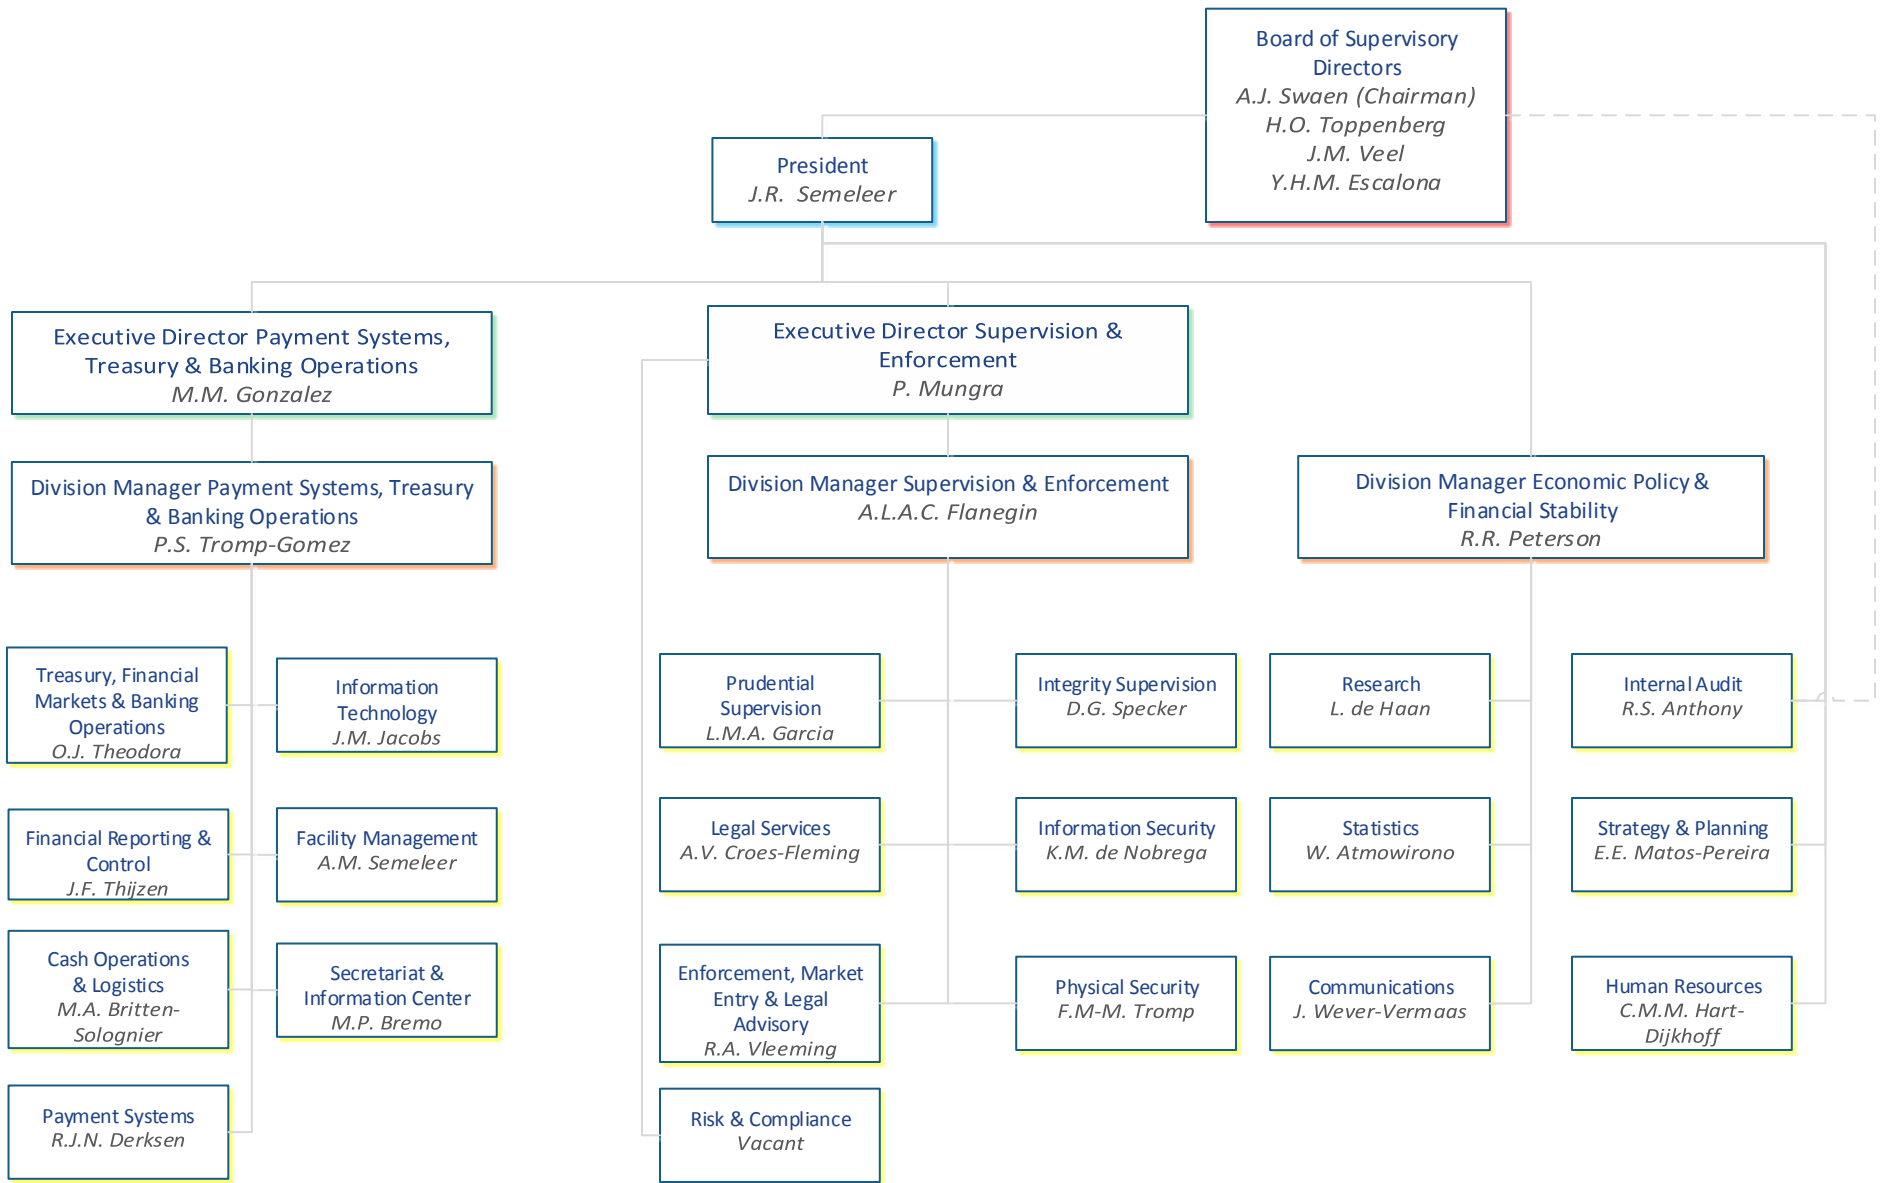 Board of Supervisory
Directors
A.J. Swaen (Chairman)
H.O. Toppenberg
J.M. Veel
Y.H.M. Escalona
President
J.R. Semeleer
Executive Director Payment Systems,
Treasury & Banking Operations
M.M. Gonzalez
Executive Director Supervision &
Enforcement
P. Mungra
Division Manager Payment Systems, Treasury
& Banking Operations
P.S. Tromp-Gomez
Division Manager Supervision & Enforcement
A.L.A.C. Flanegin
Division Manager Economic Policy &
Financial Stability
R.R. Peterson
Treasury, Financial
Markets & Banking
Operations
O.J. Theodora
Information
Technology
J.M. Jacobs
Prudential
Supervision
L.M.A. Garcia
Integrity Supervision
D.G. Specker
Research
L. de Haan
Internal Audit
R.S. Anthony
Financial Reporting &
Control
J.F. Thijzen
Facility Management
A.M. Semeleer
Legal Services
A.V. Croes-Fleming
Information Security
K.M. de Nobrega
Statistics
W. Atmowirono
Strategy & Planning
E.E. Matos-Pereira
Cash Operations
& Logistics
M.A. Britten-
Solognier
Secretariat &
Information Center
M.P. Bremo
Enforcement, Market
Entry & Legal
Advisory
R.A. Vleeming
Physical Security
F.M-M. Tromp
Communications
J. Wever-Vermaas
Human Resources
C.M.M. Hart-
Dijkhoff
Payment Systems
R.J.N. Derksen
Risk & Compliance
Vacant